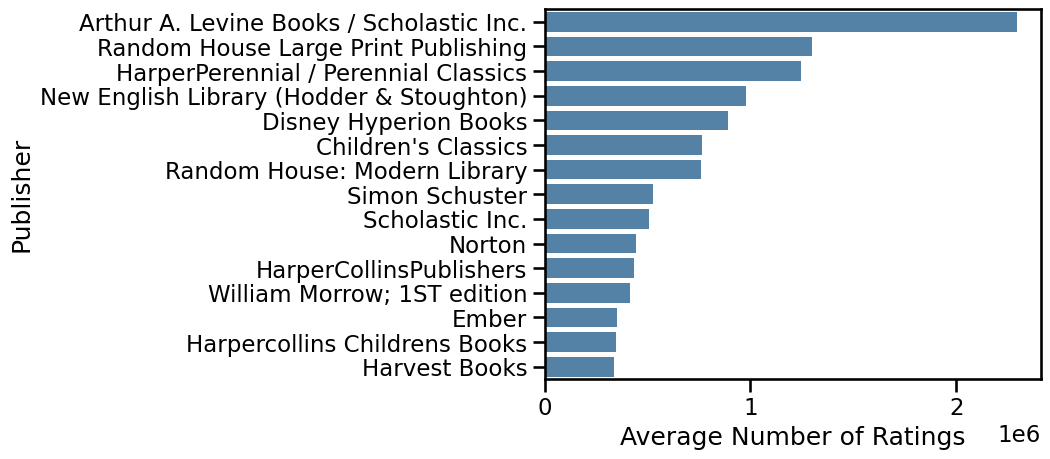 Arthur A. Levine Books / Scholastic Inc.
Random House Large Print Publishing
HarperPerennial / Perennial Classics
New English Library (Hodder & Stoughton)
Disney Hyperion Books
Children's Classics
Random House: Modern Library
Simon Schuster
Scholastic Inc.
Norton
HarperCollinsPublishers
William Morrow; 1ST edition
Ember
Harpercollins Childrens Books
Harvest Books
Publisher
0 1 2
Average Number of Ratings 1e6